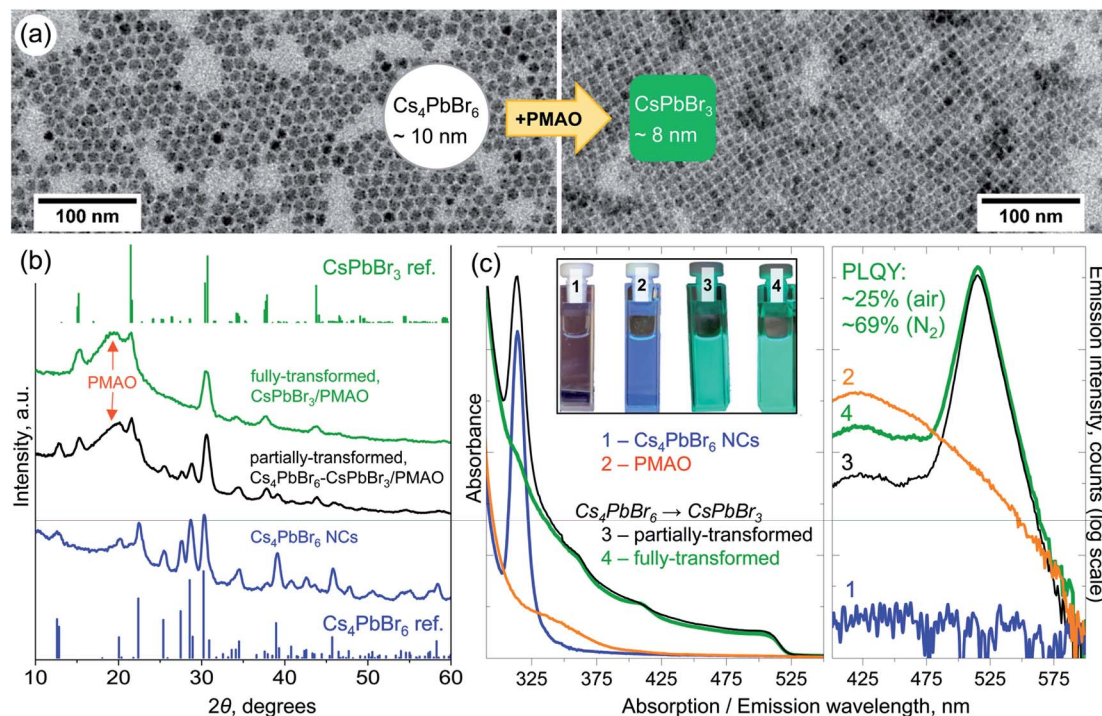 (a)
Cs₄PbBr₆
~ 10 nm
+PMAO
CsPbBr₃
~ 8 nm
100 nm
100 nm
(b)
CsPbBr₃ ref.
PMAO
fully-transformed,
CsPbBr₃/PMAO
partially-transformed,
Cs₄PbBr₆-CsPbBr₃/PMAO
Cs₄PbBr₆ NCs
Cs₄PbBr₆ ref.
Intensity, a.u.
10 20 30 40 50 60
2θ, degrees
(c)
1 2 3 4
1 – Cs₄PbBr₆ NCs
2 – PMAO
Cs₄PbBr₆ → CsPbBr₃
3 – partially-transformed
4 – fully-transformed
Absorbance
325 375 425 475 525
PLQY:
~25% (air)
~69% (N₂)
2
4
3
1
425 475 525 575
Emission intensity, counts (log scale)
Absorption / Emission wavelength, nm